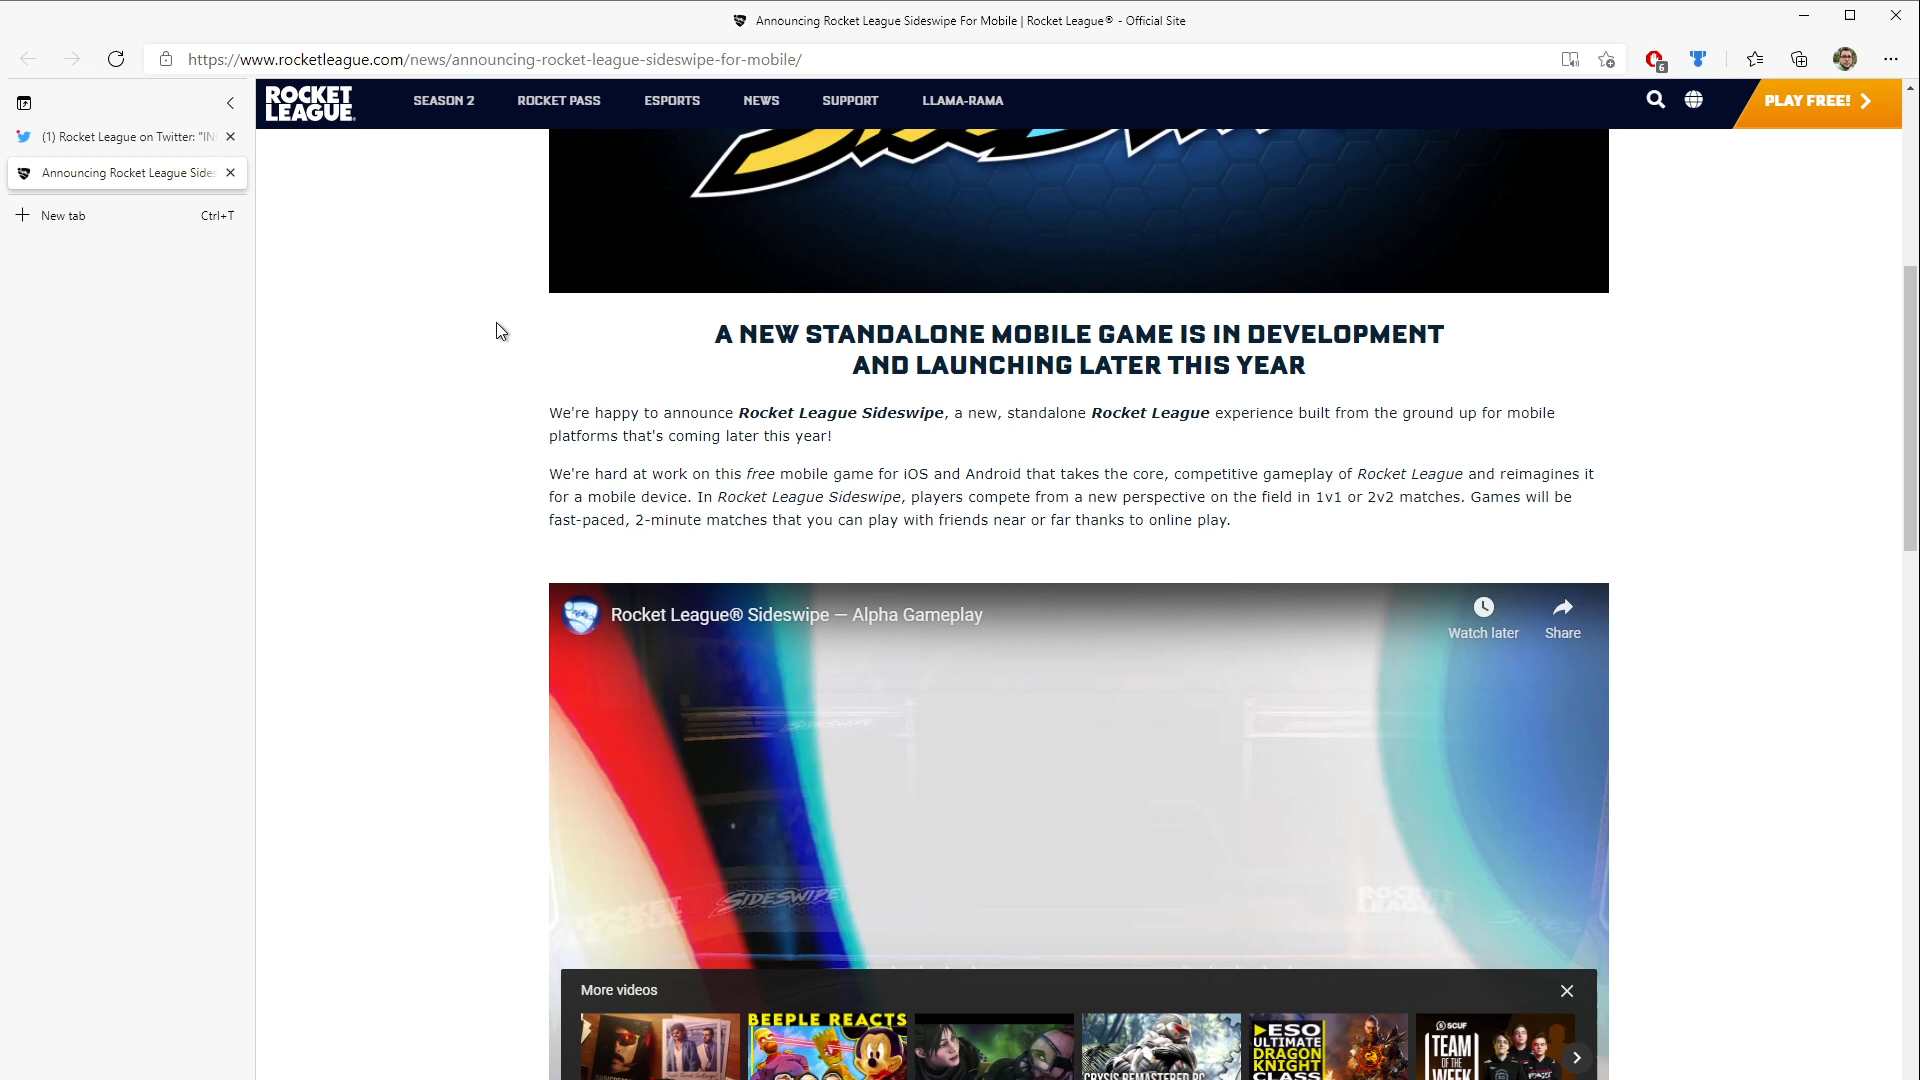 Announcing Rocket League Sideswipe For Mobile | Rocket League® - Official Site
https://www.rocketleague.com/news/announcing-rocket-league-sideswipe-for-mobile/
6
ROCKET LEAGUE.
SEASON 2
ROCKET PASS
ESPORTS
NEWS
SUPPORT
LLAMA-RAMA
PLAY FREE!
(1) Rocket League on Twitter: "IN
Announcing Rocket League Sides
New tab
Ctrl+T
A NEW STANDALONE MOBILE GAME IS IN DEVELOPMENT
AND LAUNCHING LATER THIS YEAR
We're happy to announce Rocket League Sideswipe, a new, standalone Rocket League experience built from the ground up for mobile
platforms that's coming later this year!
We're hard at work on this free mobile game for iOS and Android that takes the core, competitive gameplay of Rocket League and reimagines it
for a mobile device. In Rocket League Sideswipe, players compete from a new perspective on the field in 1v1 or 2v2 matches. Games will be
fast-paced, 2-minute matches that you can play with friends near or far thanks to online play.
Rocket League® Sideswipe — Alpha Gameplay
Watch later
Share
SIDESWIPE
ROCKET
LEAGUE
ROCKET
LEAGUE
More videos
BEEPLE REACTS
CRYSIS REMASTERED PC
ESO
ULTIMATE
DRAGON
KNIGHT
CLASS
SCUF
TEAM
OF THE
WEEK